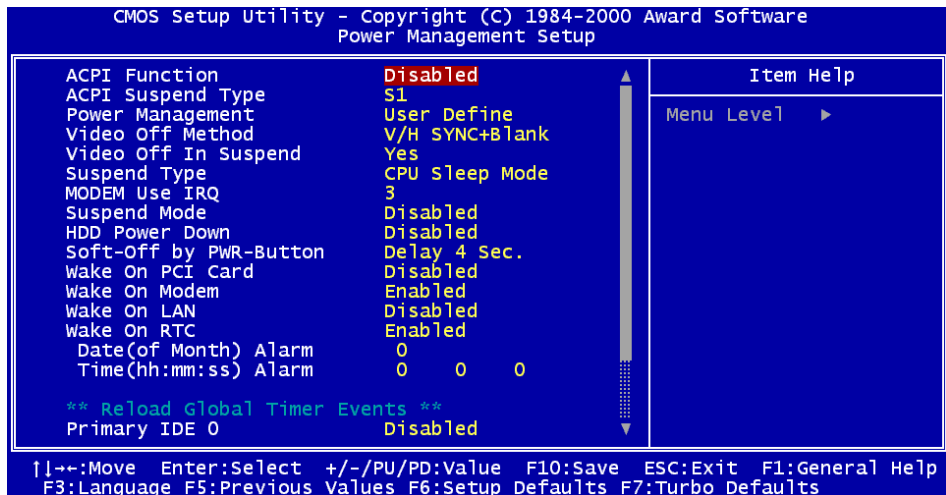 CMOS Setup Utility - Copyright (C) 1984-2000 Award Software
Power Management Setup
ACPI Function Disabled
ACPI Suspend Type S1
Power Management User Define
Video Off Method V/H SYNC+Blank
Video Off In Suspend Yes
Suspend Type CPU Sleep Mode
MODEM Use IRQ 3
Suspend Mode Disabled
HDD Power Down Disabled
Soft-Off by PWR-Button Delay 4 Sec.
Wake On PCI Card Disabled
Wake On Modem Enabled
Wake On LAN Disabled
Wake On RTC Enabled
Date(of Month) Alarm 0
Time(hh:mm:ss) Alarm 0 0 0
** Reload Global Timer Events **
Primary IDE 0 Disabled
Item Help
Menu Level ▶
↑↓→←:Move Enter:Select +/-/PU/PD:Value F10:Save ESC:Exit F1:General Help
F3:Language F5:Previous Values F6:Setup Defaults F7:Turbo Defaults